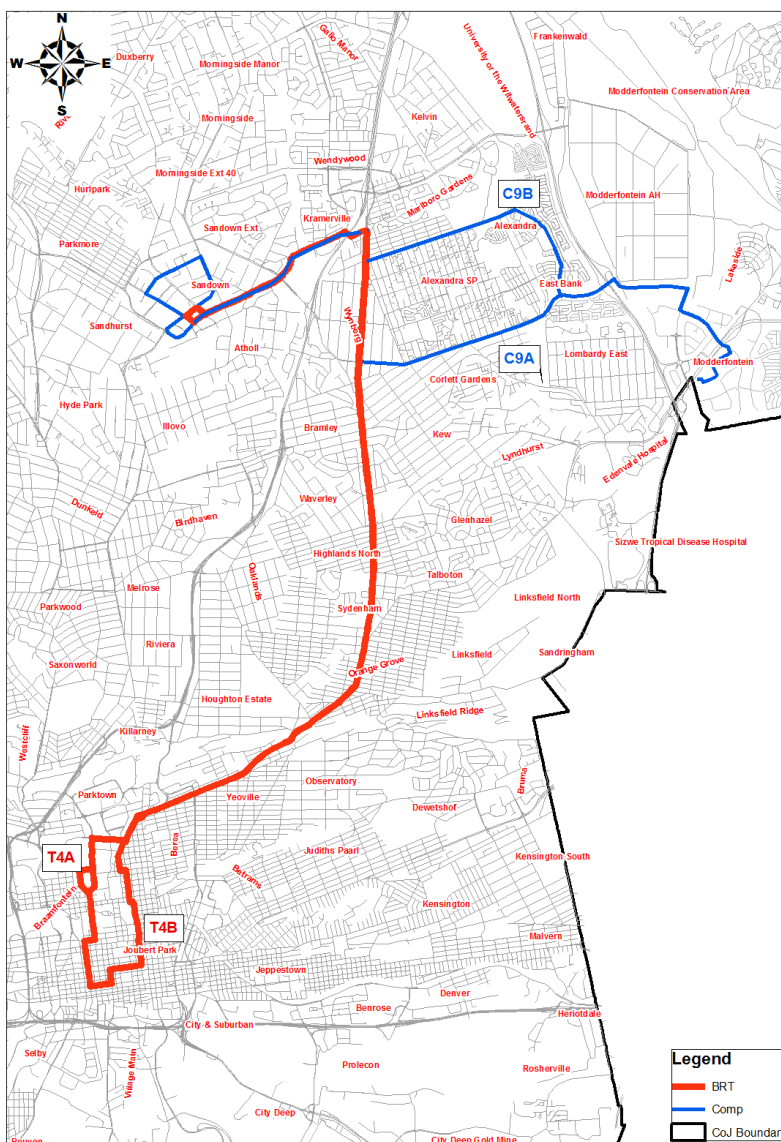 N
W
E
S
Duxberry
Gallo Manor
Frankenwald
University or the Witwatersrand
Morningside Manor
Modderfontein Conservation Area
Morningside
Kelvin
Wendywood
Morningside Ext 40
Marlboro Gardens
Hurlpark
C9B
Modderfontein AH
Kramerville
Sandown Ext
Alexandra
Parkmore
Lakeside
Sandown
Alexandra SP
East Bank
Wynberg
Sandhurst
Atholl
C9A
Lombardy East
Modderfontein
Corlett Gardens
Hyde Park
Illovo
Bramley
Kew
Lyndhurst
Edenvale Hospital
Waverley
Dunkeld
Birdhaven
Glenhazel
Sizwe Tropical Disease Hospital
Highlands North
Oaklands
Talboton
Melrose
Linksfield North
Parkwood
Sydenham
Riviera
Sandringham
Saxonworld
Orange Grove
Linksfield
Houghton Estate
Linksfield Ridge
Westcliff
Killarney
Observatory
Bruma
Parktown
Yeoville
Dewetshof
Berea
Judiths Paarl
T4A
Kensington South
Betrams
Braamfontein
Kensington
T4B
Malvern
Joubert Park
Jeppestown
Denver
Benrose
Heriotdale
City & Suburban
Selby
Village Main
Prolecon
Rosherville
City Deep
City Deep Gold Mine
Legend
BRT
Comp
CoJ Boundar